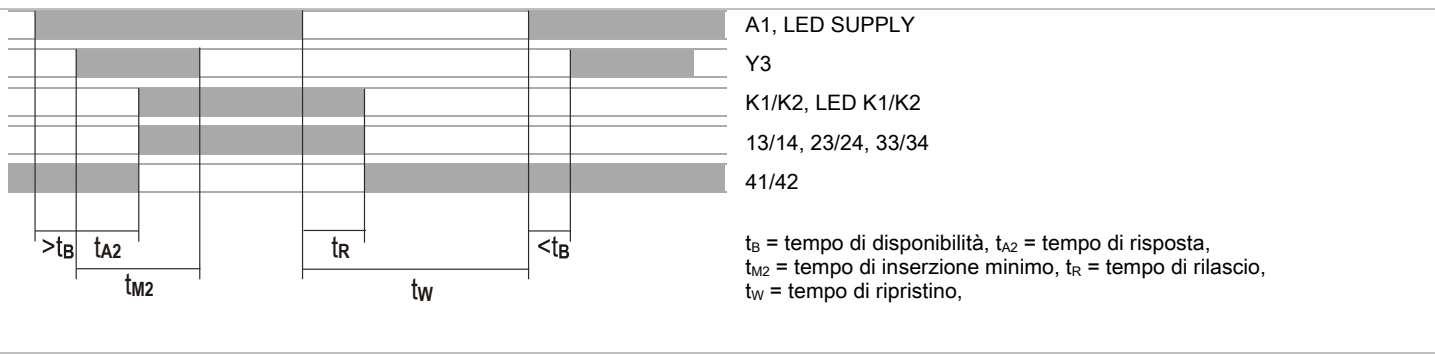 A1, LED SUPPLY
Y3
K1/K2, LED K1/K2
13/14, 23/24, 33/34
41/42
>tB tA2 tR <tB
tM2 tW
tB = tempo di disponibilità, tA2 = tempo di risposta,
tM2 = tempo di inserzione minimo, tR = tempo di rilascio,
tW = tempo di ripristino,